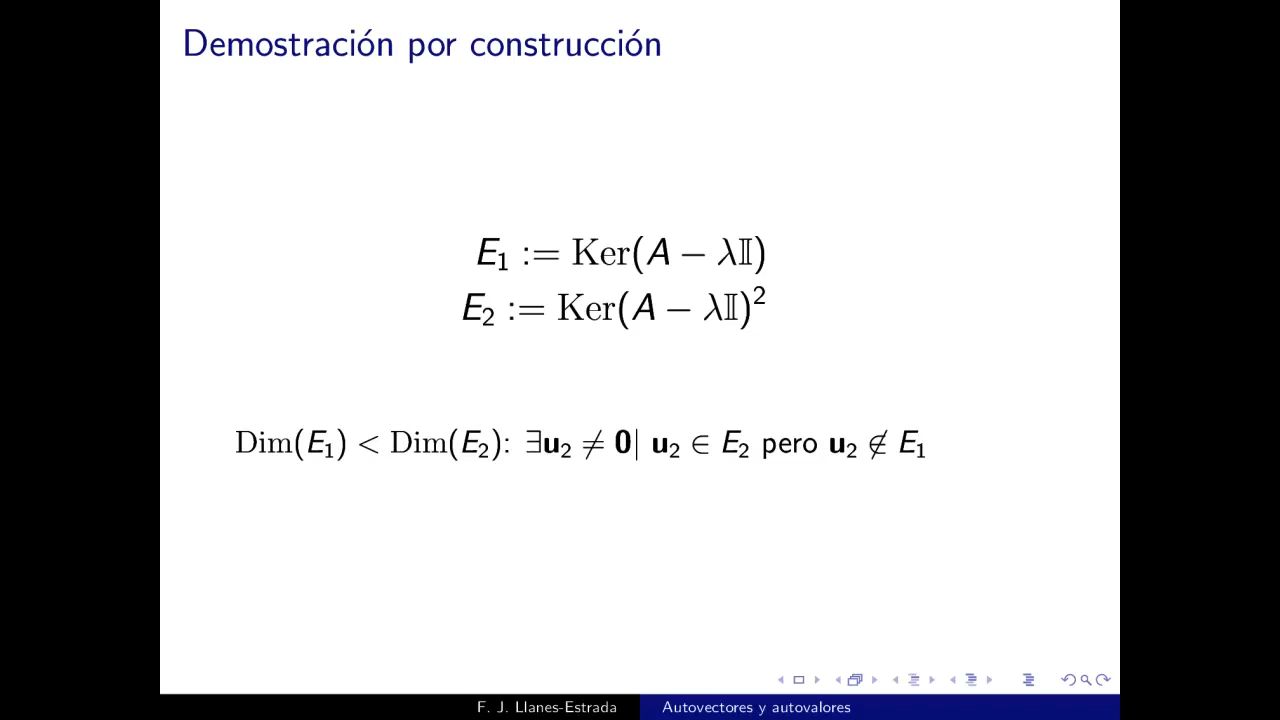 Demostración por construcción
E₁ := Ker(A − λ𝕀)
E₂ := Ker(A − λ𝕀)²
Dim(E₁) < Dim(E₂): ∃u₂ ≠ 0| u₂ ∈ E₂ pero u₂ ∉ E₁
F. J. Llanes-Estrada Autovectores y autovalores